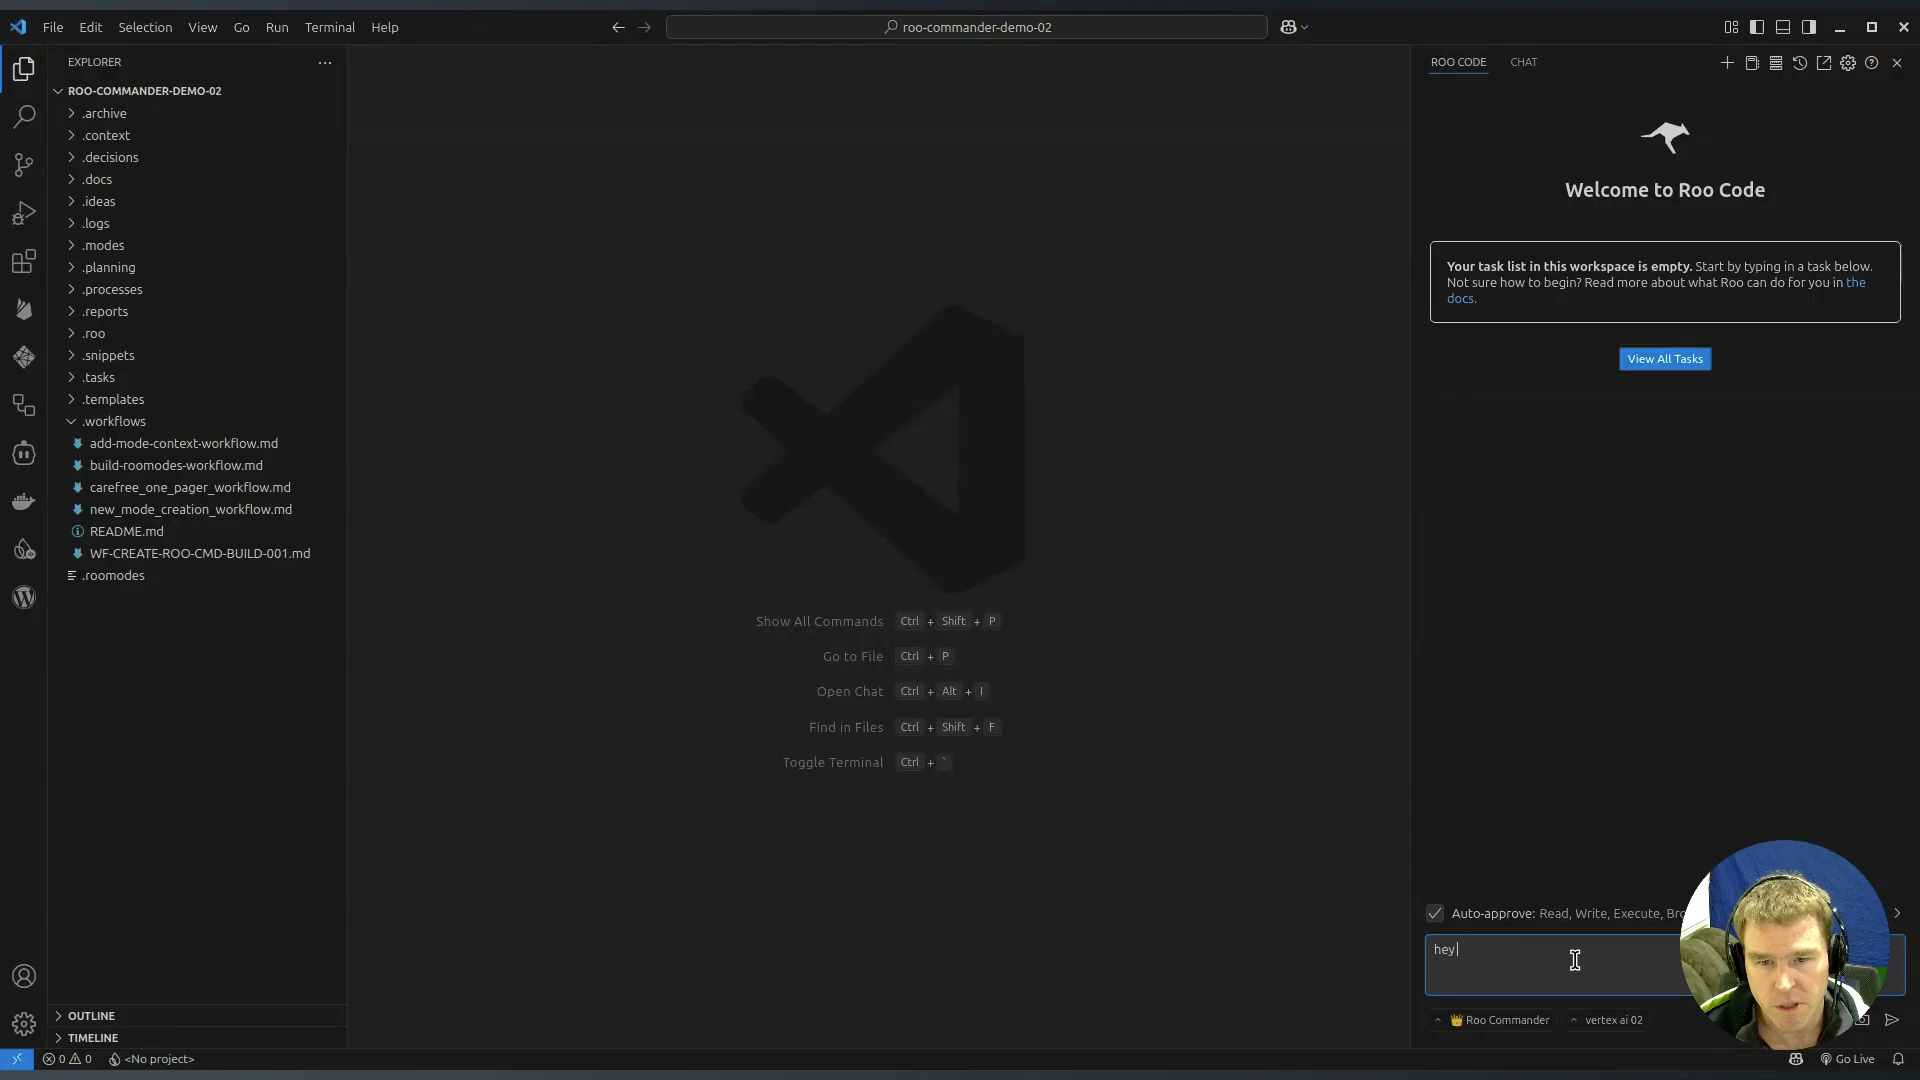 File Edit Selection View Go Run Terminal Help
roo-commander-demo-02
EXPLORER
ROO-COMMANDER-DEMO-02
.archive
.context
.decisions
.docs
.ideas
.logs
.modes
.planning
.processes
.reports
.roo
.snippets
.tasks
.templates
.workflows
add-mode-context-workflow.md
build-roomodes-workflow.md
carefree_one_pager_workflow.md
new_mode_creation_workflow.md
README.md
WF-CREATE-ROO-CMD-BUILD-001.md
.roomodes
OUTLINE
TIMELINE
Show All Commands Ctrl + Shift + P
Go to File Ctrl + P
Open Chat Ctrl + Alt + I
Find in Files Ctrl + Shift + F
Toggle Terminal Ctrl + `
ROO CODE CHAT
Welcome to Roo Code
Your task list in this workspace is empty. Start by typing in a task below.
Not sure how to begin? Read more about what Roo can do for you in the
docs.
View All Tasks
Auto-approve: Read, Write, Execute,
hey
Roo Commander vertex ai 02
0 0 <No project> Go Live